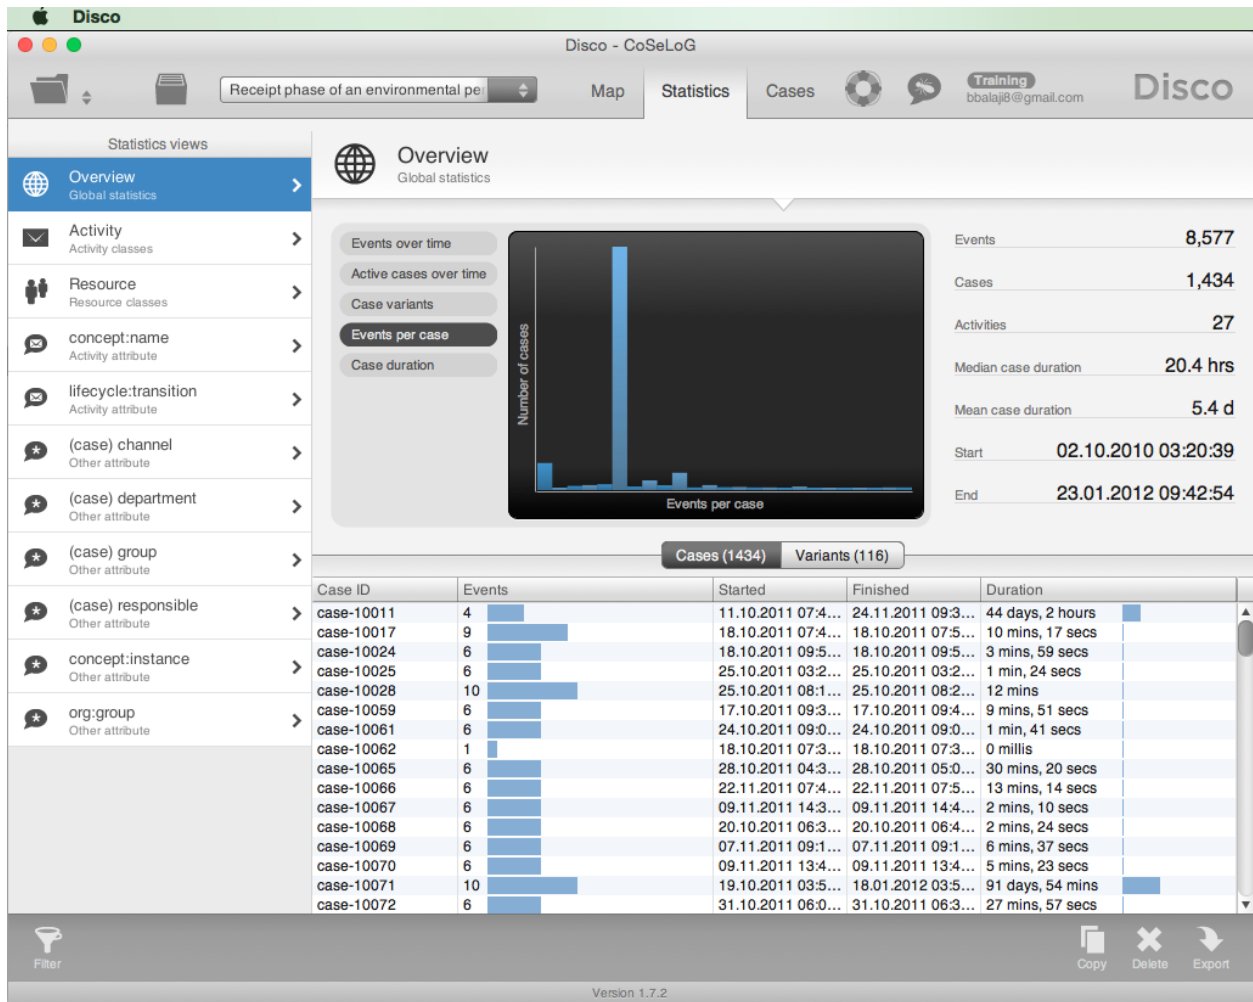 Disco
Disco - CoSeLoG
Receipt phase of an environmental per
Map
Statistics
Cases
Training
bbalaji8@gmail.com
Disco
Statistics views
Overview
Global statistics
Activity
Activity classes
Resource
Resource classes
concept:name
Activity attribute
lifecycle:transition
Activity attribute
(case) channel
Other attribute
(case) department
Other attribute
(case) group
Other attribute
(case) responsible
Other attribute
concept:instance
Other attribute
org:group
Other attribute
Overview
Global statistics
Events over time
Active cases over time
Case variants
Events per case
Case duration
Number of cases
Events per case
Events 8,577
Cases 1,434
Activities 27
Median case duration 20.4 hrs
Mean case duration 5.4 d
Start 02.10.2010 03:20:39
End 23.01.2012 09:42:54
Cases (1434) Variants (116)
Case ID Events Started Finished Duration
case-10011 4 11.10.2011 07:4... 24.11.2011 09:3... 44 days, 2 hours
case-10017 9 18.10.2011 07:4... 18.10.2011 07:5... 10 mins, 17 secs
case-10024 6 18.10.2011 09:5... 18.10.2011 09:5... 3 mins, 59 secs
case-10025 6 25.10.2011 03:2... 25.10.2011 03:2... 1 min, 24 secs
case-10028 10 25.10.2011 08:1... 25.10.2011 08:2... 12 mins
case-10059 6 17.10.2011 09:3... 17.10.2011 09:4... 9 mins, 51 secs
case-10061 6 24.10.2011 09:0... 24.10.2011 09:0... 1 min, 41 secs
case-10062 1 18.10.2011 07:3... 18.10.2011 07:3... 0 millis
case-10065 6 28.10.2011 04:3... 28.10.2011 05:0... 30 mins, 20 secs
case-10066 6 22.11.2011 07:4... 22.11.2011 07:5... 13 mins, 14 secs
case-10067 6 09.11.2011 14:3... 09.11.2011 14:4... 2 mins, 10 secs
case-10068 6 20.10.2011 06:3... 20.10.2011 06:4... 2 mins, 24 secs
case-10069 6 07.11.2011 09:1... 07.11.2011 09:1... 6 mins, 37 secs
case-10070 6 09.11.2011 13:4... 09.11.2011 13:4... 5 mins, 23 secs
case-10071 10 19.10.2011 03:5... 18.01.2012 03:5... 91 days, 54 mins
case-10072 6 31.10.2011 06:0... 31.10.2011 06:3... 27 mins, 57 secs
Filter
Copy
Delete
Export
Version 1.7.2